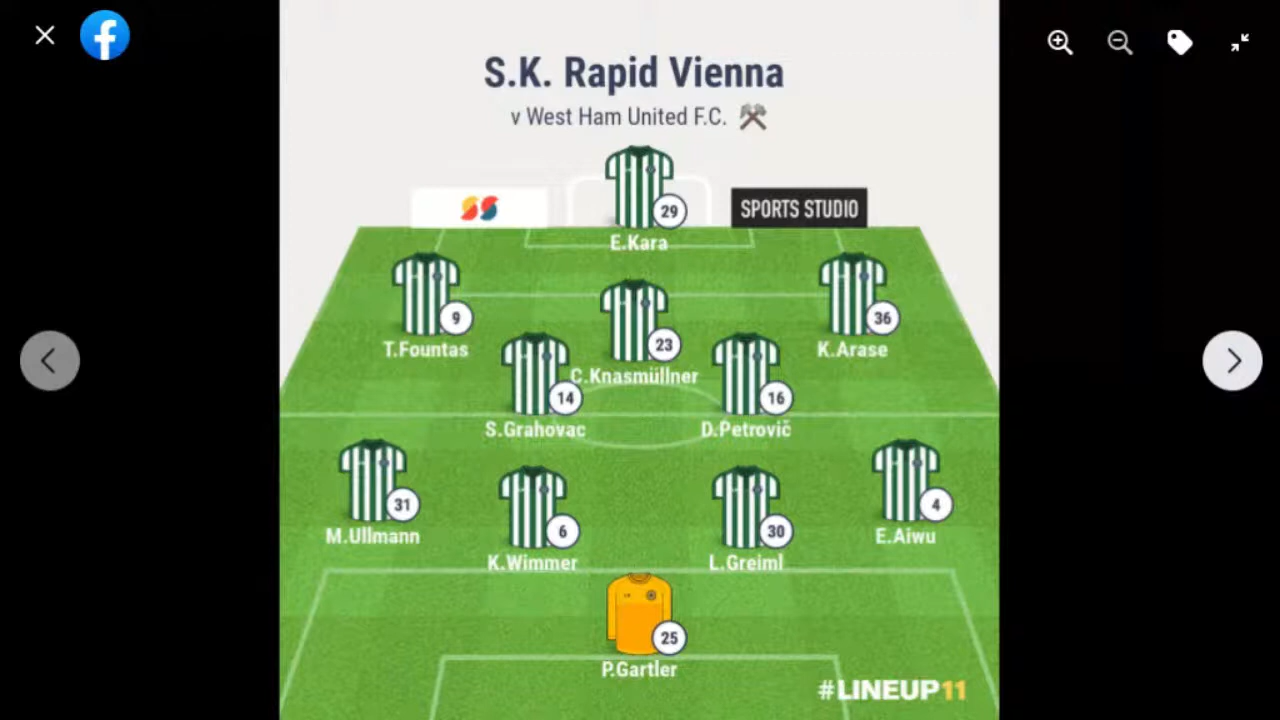 S.K. Rapid Vienna
v West Ham United F.C.
SPORTS STUDIO
29
E.Kara
9
T.Fountas
36
K.Arase
23
C.Knasmüllner
14
S.Grahovac
16
D.Petrovič
31
M.Ullmann
4
E.Aiwu
6
K.Wimmer
30
L.Greiml
25
P.Gartler
#LINEUP11